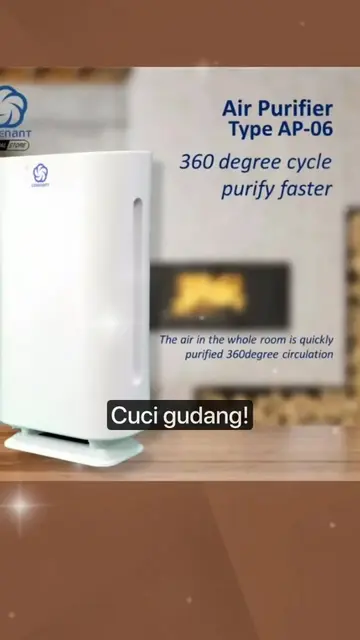 Air Purifier
Type AP-06
360 degree cycle
purify faster
The air in the whole room is quickly
purified 360degree circulation
Cuci gudang!